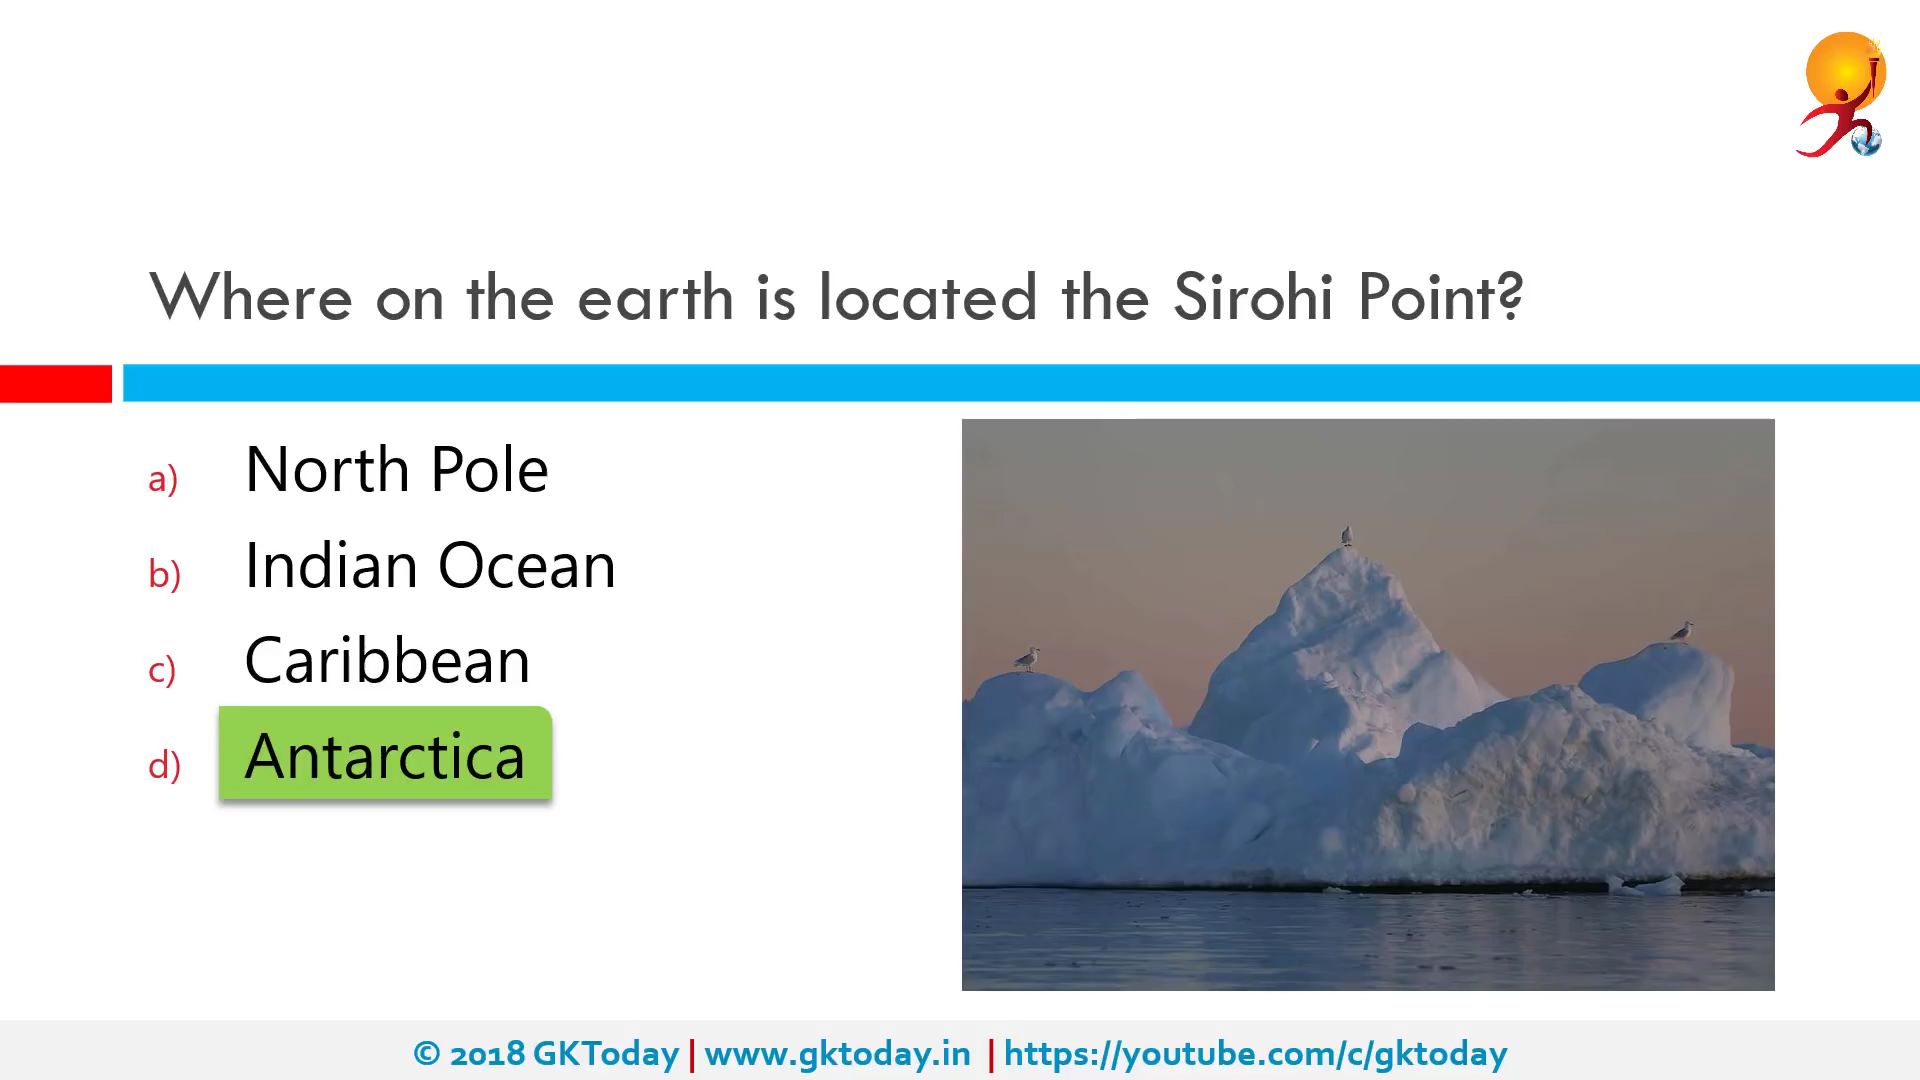 Where on the earth is located the Sirohi Point?
a) North Pole
b) Indian Ocean
c) Caribbean
d) Antarctica
© 2018 GKToday | www.gktoday.in | https://youtube.com/c/gktoday